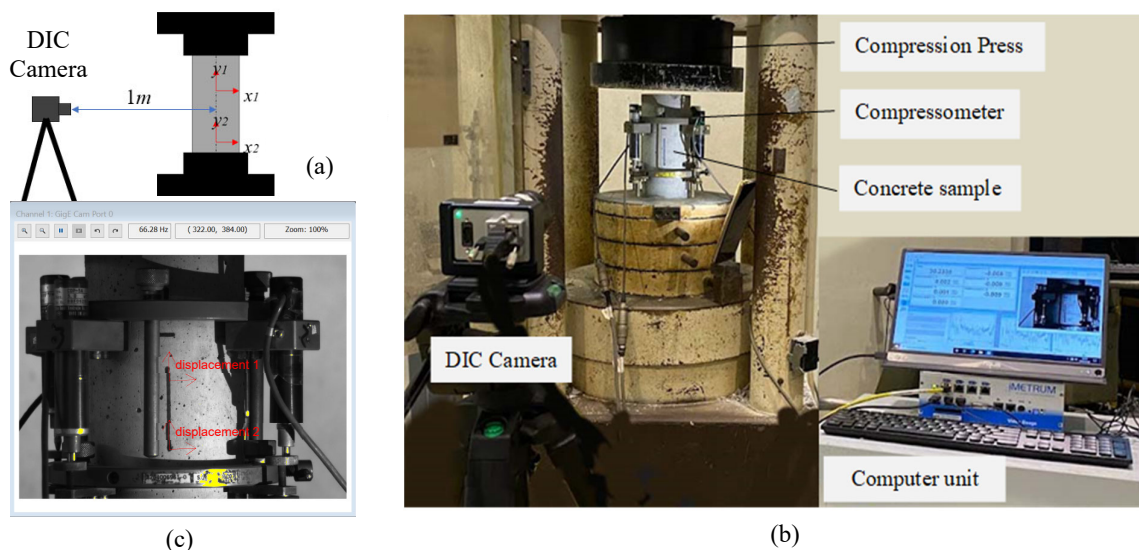 DIC
Camera
1m
y1
x1
y2
x2
(a)
Channel 1: GigE Cam Port 0
66.28 Hz
( 322.00, 384.00)
Zoom: 100%
displacement 1
displacement 2
(c)
Compression Press
Compressometer
Concrete sample
DIC Camera
iMETRUM
Computer unit
(b)